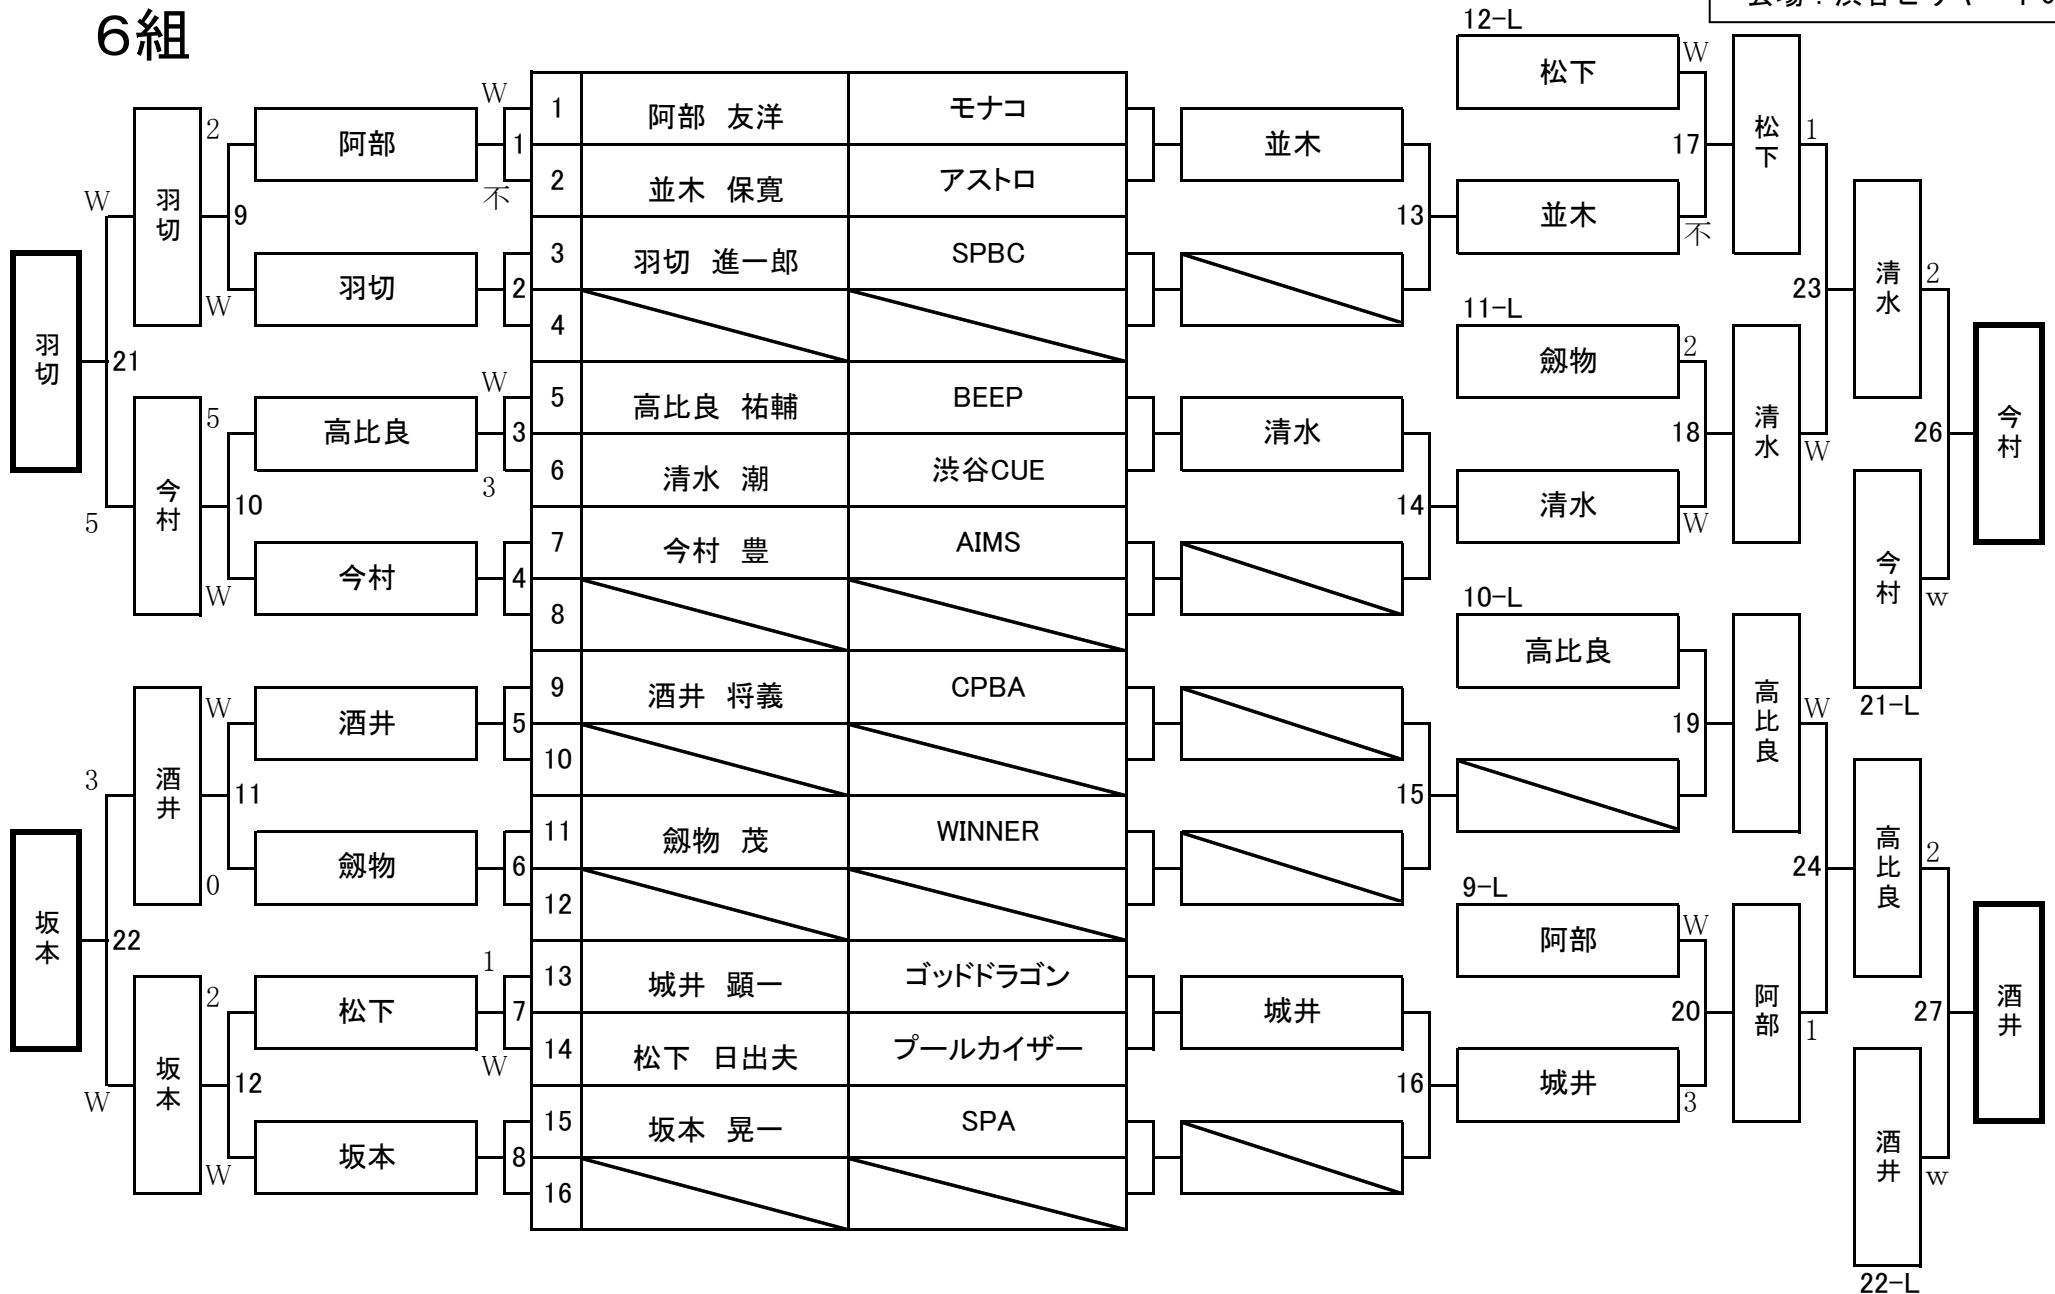 6組
W
1 阿部 友洋 モナコ
2 並木 保寛 アストロ
3 羽切 進一郎 SPBC
4
5 高比良 祐輔 BEEP
6 清水 潮 渋谷CUE
7 今村 豊 AIMS
8
9 酒井 将義 CPBA
10
11 劔物 茂 WINNER
12
13 城井 顕一 ゴッドドラゴン
14 松下 日出夫 プールカイザー
15 坂本 晃一 SPA
16
1
不
2
W
3
3
4
5
6
1
7
W
8
阿部
羽切
高比良
今村
酒井
劔物
松下
坂本
2
9
W
5
10
W
W
11
0
2
12
W
羽切
今村
酒井
坂本
W
21
5
3
22
W
羽切
坂本
並木
清水
城井
13
14
15
16
12-L
松下
W
17
並木
不
11-L
劔物
2
18
清水
W
10-L
高比良
19
9-L
阿部
W
20
城井
3
松下
1
23
清水
W
高比良
W
24
阿部
1
清水
2
26
今村
w
21-L
高比良
2
27
酒井
w
22-L
今村
酒井